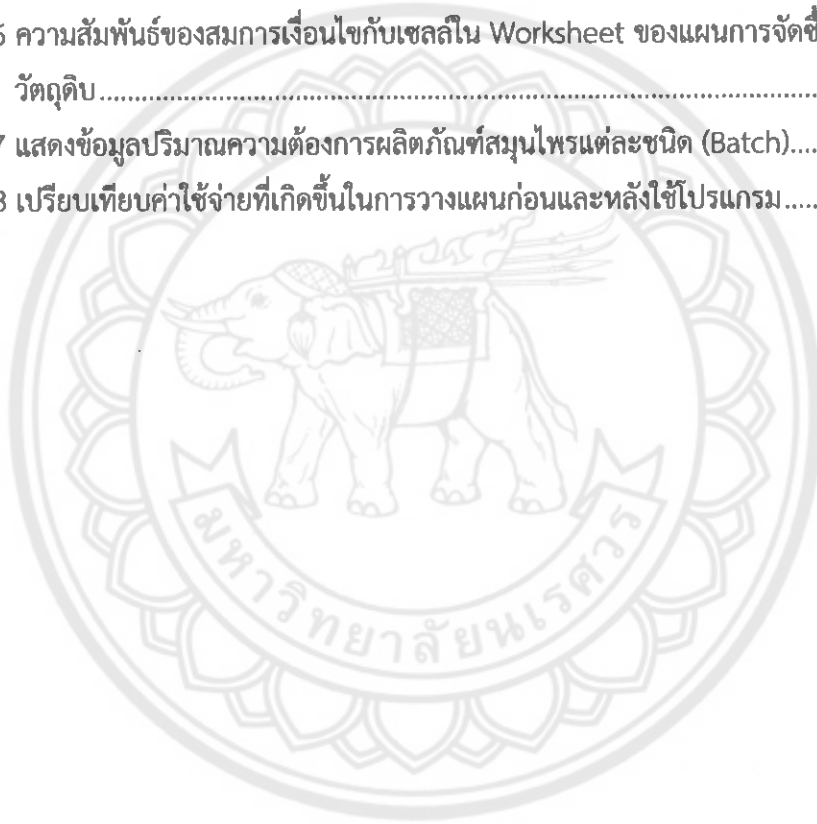 ความสัมพันธ์ของสมการเงื่อนไขกับเซลล์ใน Worksheet ของแผนการจัดซื้
วัตถุดิบ................................................................................
7 แสดงข้อมูลปริมาณความต้องการผลิตภัณฑ์สมุนไพรแต่ละชนิด (Batch)....
เปรียบเทียบค่าใช้จ่ายที่เกิดขึ้นในการวางแผนก่อนและหลังใช้โปรแกรม.....
มหาวิทยาลัยนเรศวร